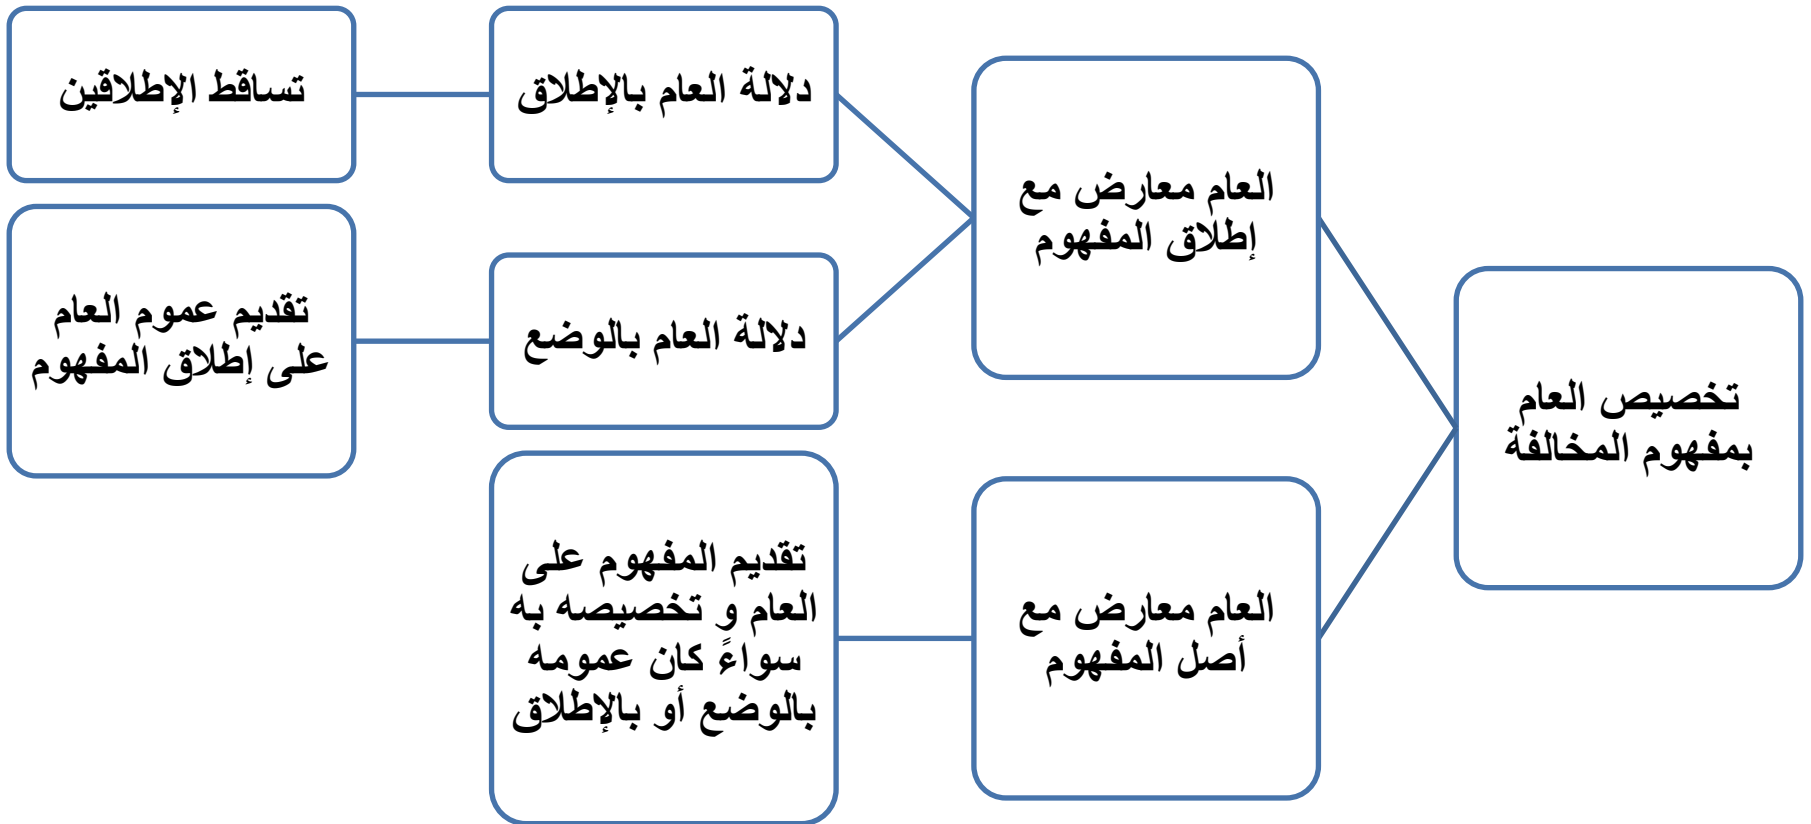 تخصيص العام
بمفهوم المخالفة
العام معارض مع
إطلاق المفهوم
دلالة العام بالإطلاق
تساقط الإطلاقين
دلالة العام بالوضع
تقديم عموم العام
على إطلاق المفهوم
العام معارض مع
أصل المفهوم
تقديم المفهوم على
العام و تخصيصه به
سواءً كان عمومه
بالوضع أو بالإطلاق